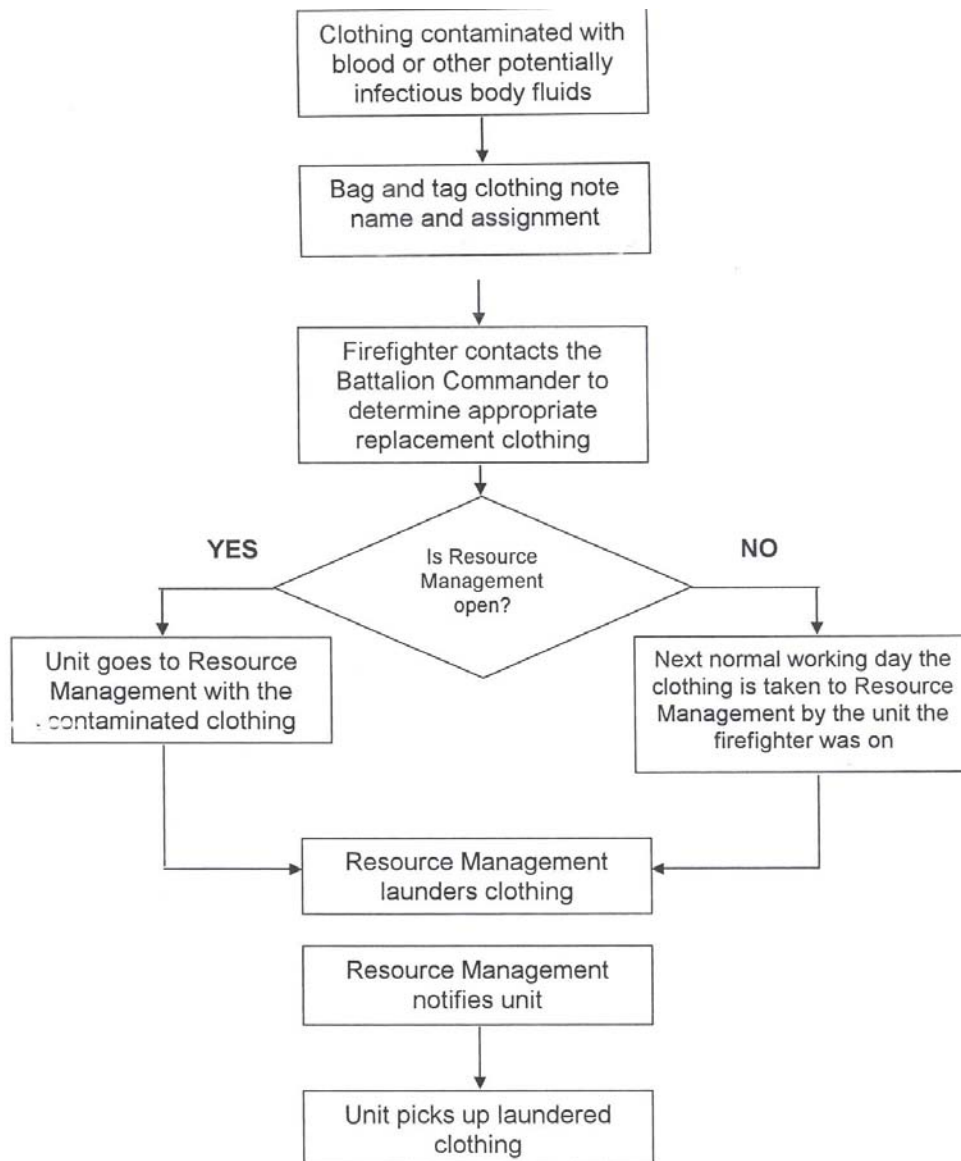 Clothing contaminated with
blood or other potentially
infectious body fluids
Bag and tag clothing note
name and assignment
Firefighter contacts the
Battalion Commander to
determine appropriate
replacement clothing
Is Resource
Management
open?
YES
NO
Unit goes to Resource
Management with the
contaminated clothing
Next normal working day the
clothing is taken to Resource
Management by the unit the
firefighter was on
Resource Management
launders clothing
Resource Management
notifies unit
Unit picks up laundered
clothing